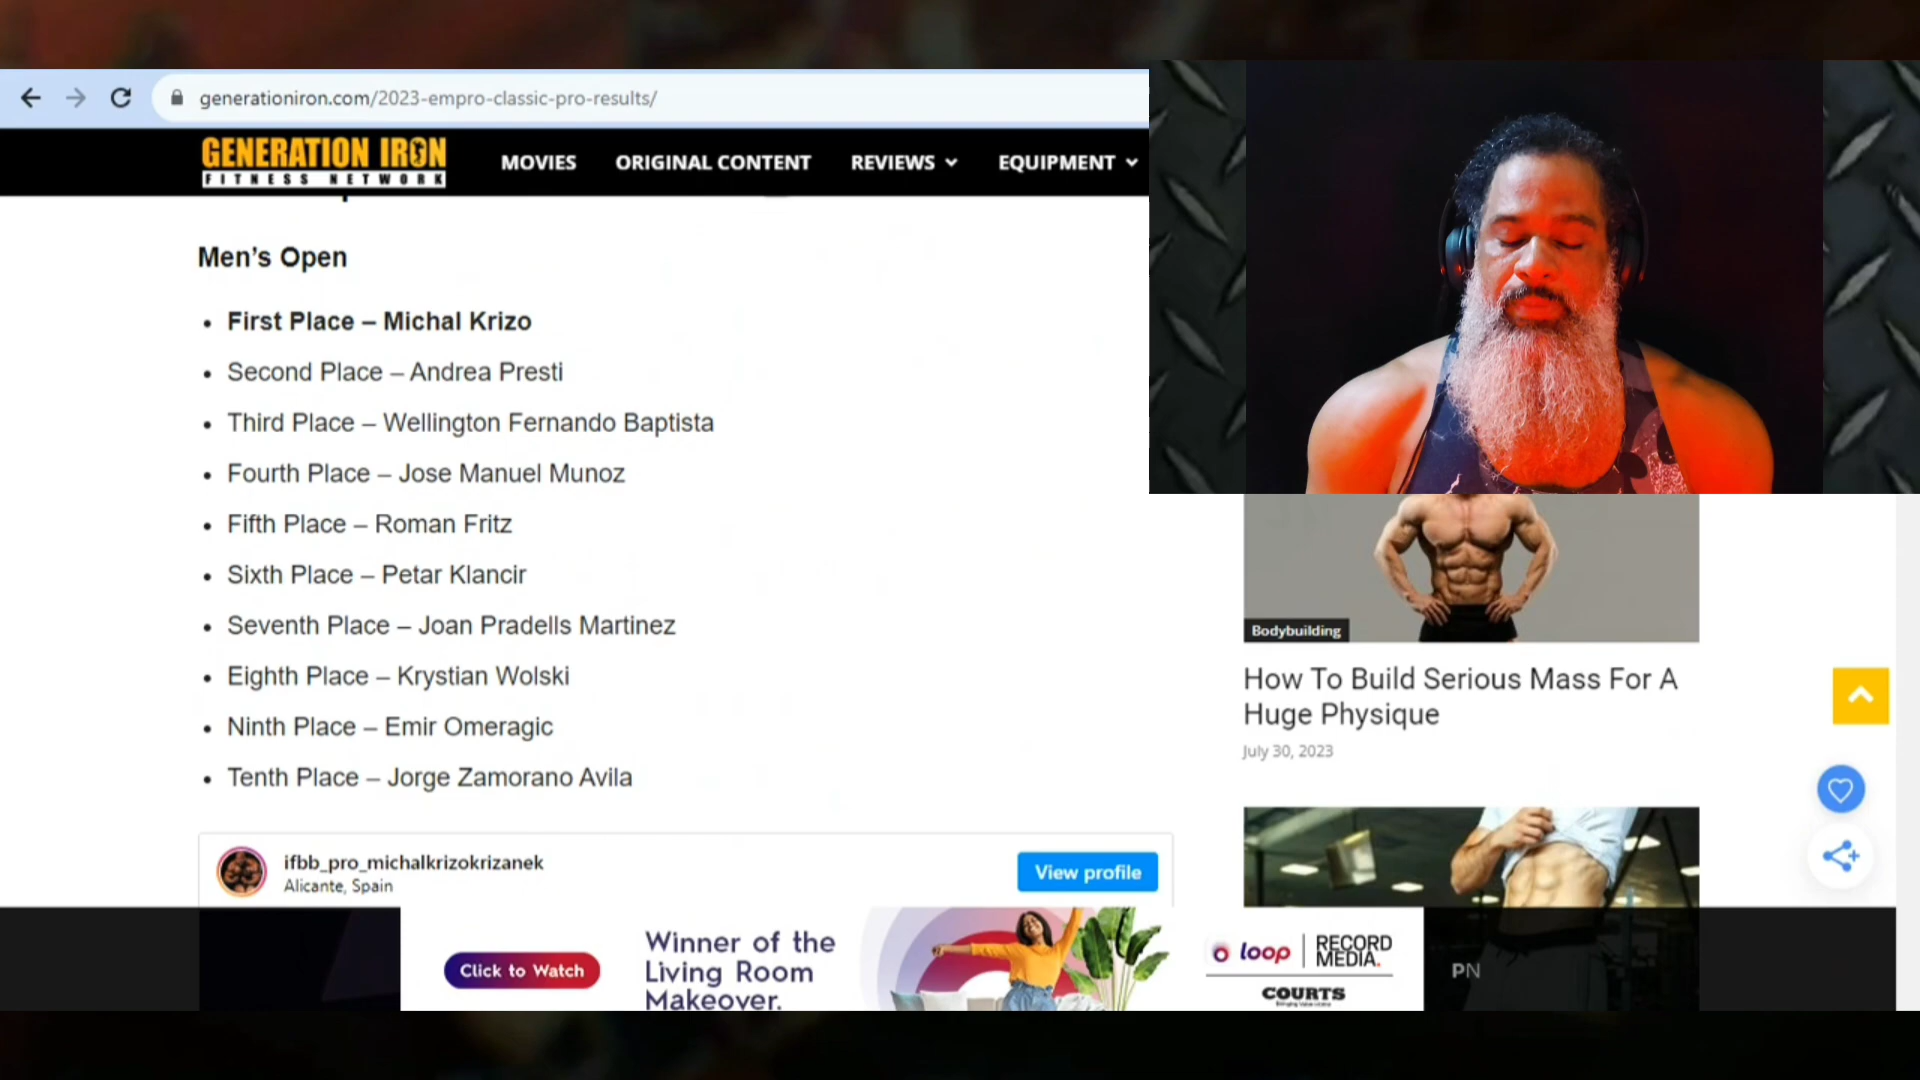 generationiron.com/2023-empro-classic-pro-results/
GENERATION IRON
FITNESS NETWORK
MOVIES
ORIGINAL CONTENT
REVIEWS
EQUIPMENT
Men’s Open
• First Place – Michal Krizo
• Second Place – Andrea Presti
• Third Place – Wellington Fernando Baptista
• Fourth Place – Jose Manuel Munoz
• Fifth Place – Roman Fritz
• Sixth Place – Petar Klancir
• Seventh Place – Joan Pradells Martinez
• Eighth Place – Krystian Wolski
• Ninth Place – Emir Omeragic
• Tenth Place – Jorge Zamorano Avila
Bodybuilding
How To Build Serious Mass For A
Huge Physique
July 30, 2023
ifbb_pro_michalkrizokrizanek
Alicante, Spain
View profile
Click to Watch
Winner of the
Living Room
Makeover.
loop
RECORD
MEDIA.
COURTS
PN